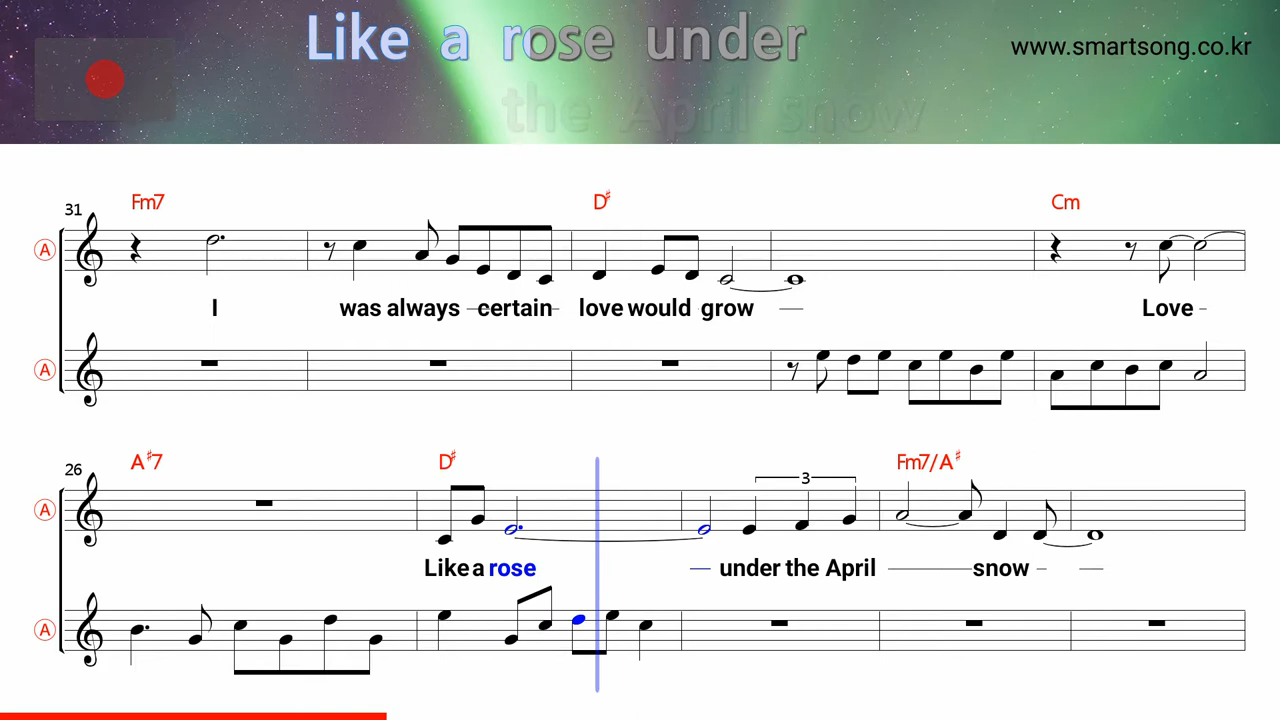 Like a rose under
www.smartsong.co.kr
the April snow
Fm7 D♯ Cm
31
A
I was always certain love would grow Love
A
A♯7 D♯ Fm7/A♯
26
3
A
Like a rose under the April snow
A